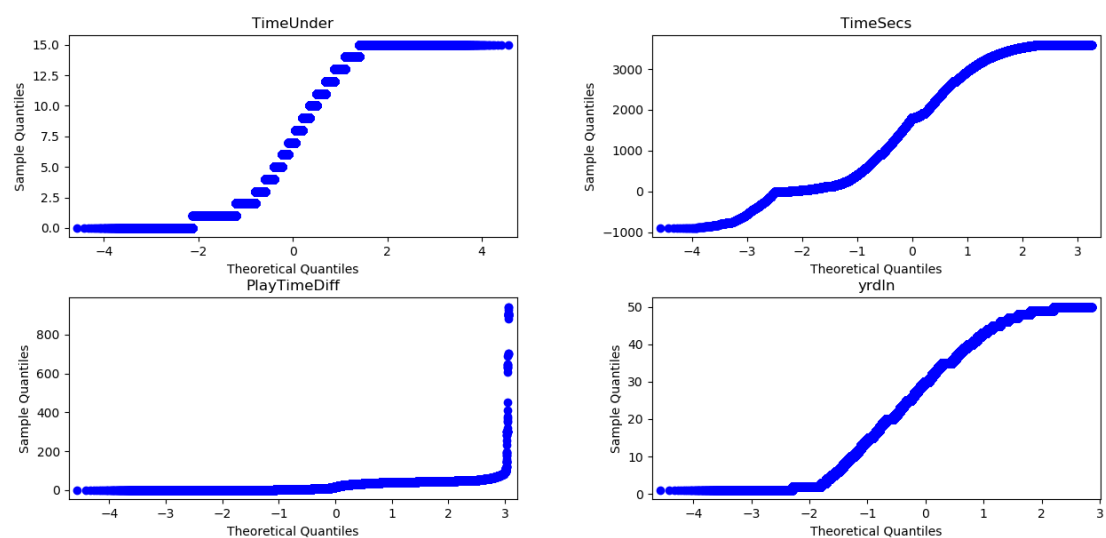 TimeUnder
15.0
12.5
10.0
7.5
5.0
2.5
0.0
Sample Quantiles
−4 −2 0 2 4
Theoretical Quantiles
TimeSecs
3000
2000
1000
0
−1000
Sample Quantiles
−4 −3 −2 −1 0 1 2 3
Theoretical Quantiles
PlayTimeDiff
800
600
400
200
0
Sample Quantiles
−4 −3 −2 −1 0 1 2 3
Theoretical Quantiles
yrdln
50
40
30
20
10
0
Sample Quantiles
−4 −3 −2 −1 0 1 2 3
Theoretical Quantiles